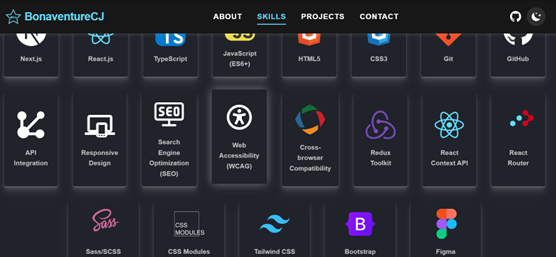 BonaventureCJ
ABOUT
SKILLS
PROJECTS
CONTACT
Next.js
React.js
TS
TypeScript
JavaScript
(ES6+)
HTML5
CSS3
Git
GitHub
API
Integration
Responsive
Design
SEO
Search
Engine
Optimization
(SEO)
Web
Accessibility
(WCAG)
Cross-
browser
Compatibility
Redux
Toolkit
React
Context API
React
Router
Sass
Sass/SCSS
CSS
MODULES
CSS Modules
Tailwind CSS
B
Bootstrap
Figma